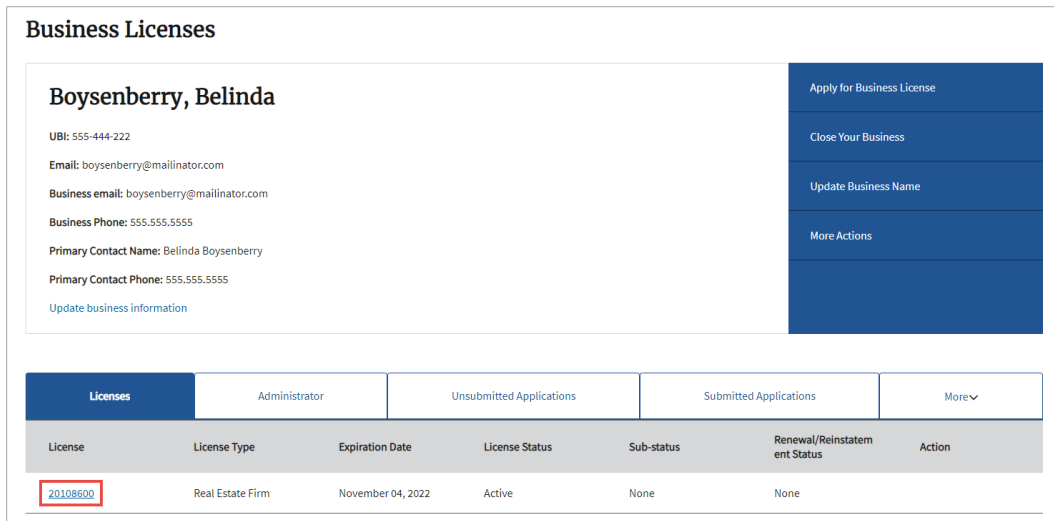 Business Licenses
Boysenberry, Belinda
UBI: 555-444-222
Email: boysenberry@mailinator.com
Business email: boysenberry@mailinator.com
Business Phone: 555.555.5555
Primary Contact Name: Belinda Boysenberry
Primary Contact Phone: 555.555.5555
Update business information
Apply for Business License
Close Your Business
Update Business Name
More Actions
Licenses Administrator Unsubmitted Applications Submitted Applications More
License License Type Expiration Date License Status Sub-status Renewal/Reinstatem
ent Status Action
20108600 Real Estate Firm November 04, 2022 Active None None